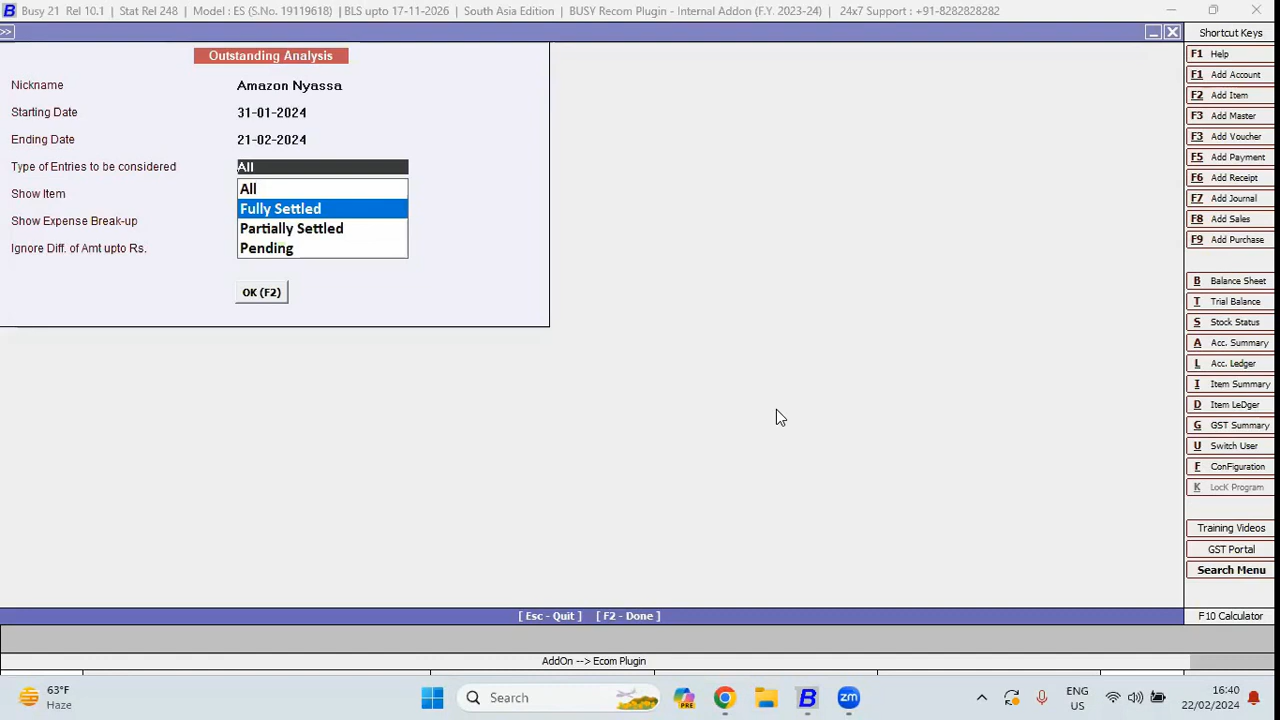 Busy 21 Rel 10.1 | Stat Rel 248 | Model : ES (S.No. 19119618) | BLS upto 17-11-2026 | South Asia Edition | BUSY Recom Plugin - Internal Addon (F.Y. 2023-24) | 24x7 Support : +91-8282828282
>>
Outstanding Analysis
Nickname Amazon Nyassa
Starting Date 31-01-2024
Ending Date 21-02-2024
Type of Entries to be considered All
All
Show Item
Fully Settled
Show Expense Break-up
Partially Settled
Ignore Diff. of Amt upto Rs.
Pending
OK (F2)
[ Esc - Quit ] [ F2 - Done ]
AddOn --> Ecom Plugin
Shortcut Keys
F1 Help
F1 Add Account
F2 Add Item
F3 Add Master
F3 Add Voucher
F5 Add Payment
F6 Add Receipt
F7 Add Journal
F8 Add Sales
F9 Add Purchase
B Balance Sheet
T Trial Balance
S Stock Status
A Acc. Summary
L Acc. Ledger
I Item Summary
D Item LeDger
G GST Summary
U Switch User
F ConFiguration
K LocK Program
Training Videos
GST Portal
Search Menu
F10 Calculator
63°F
Haze
Search
PRE
zm
ENG
US
16:40
22/02/2024